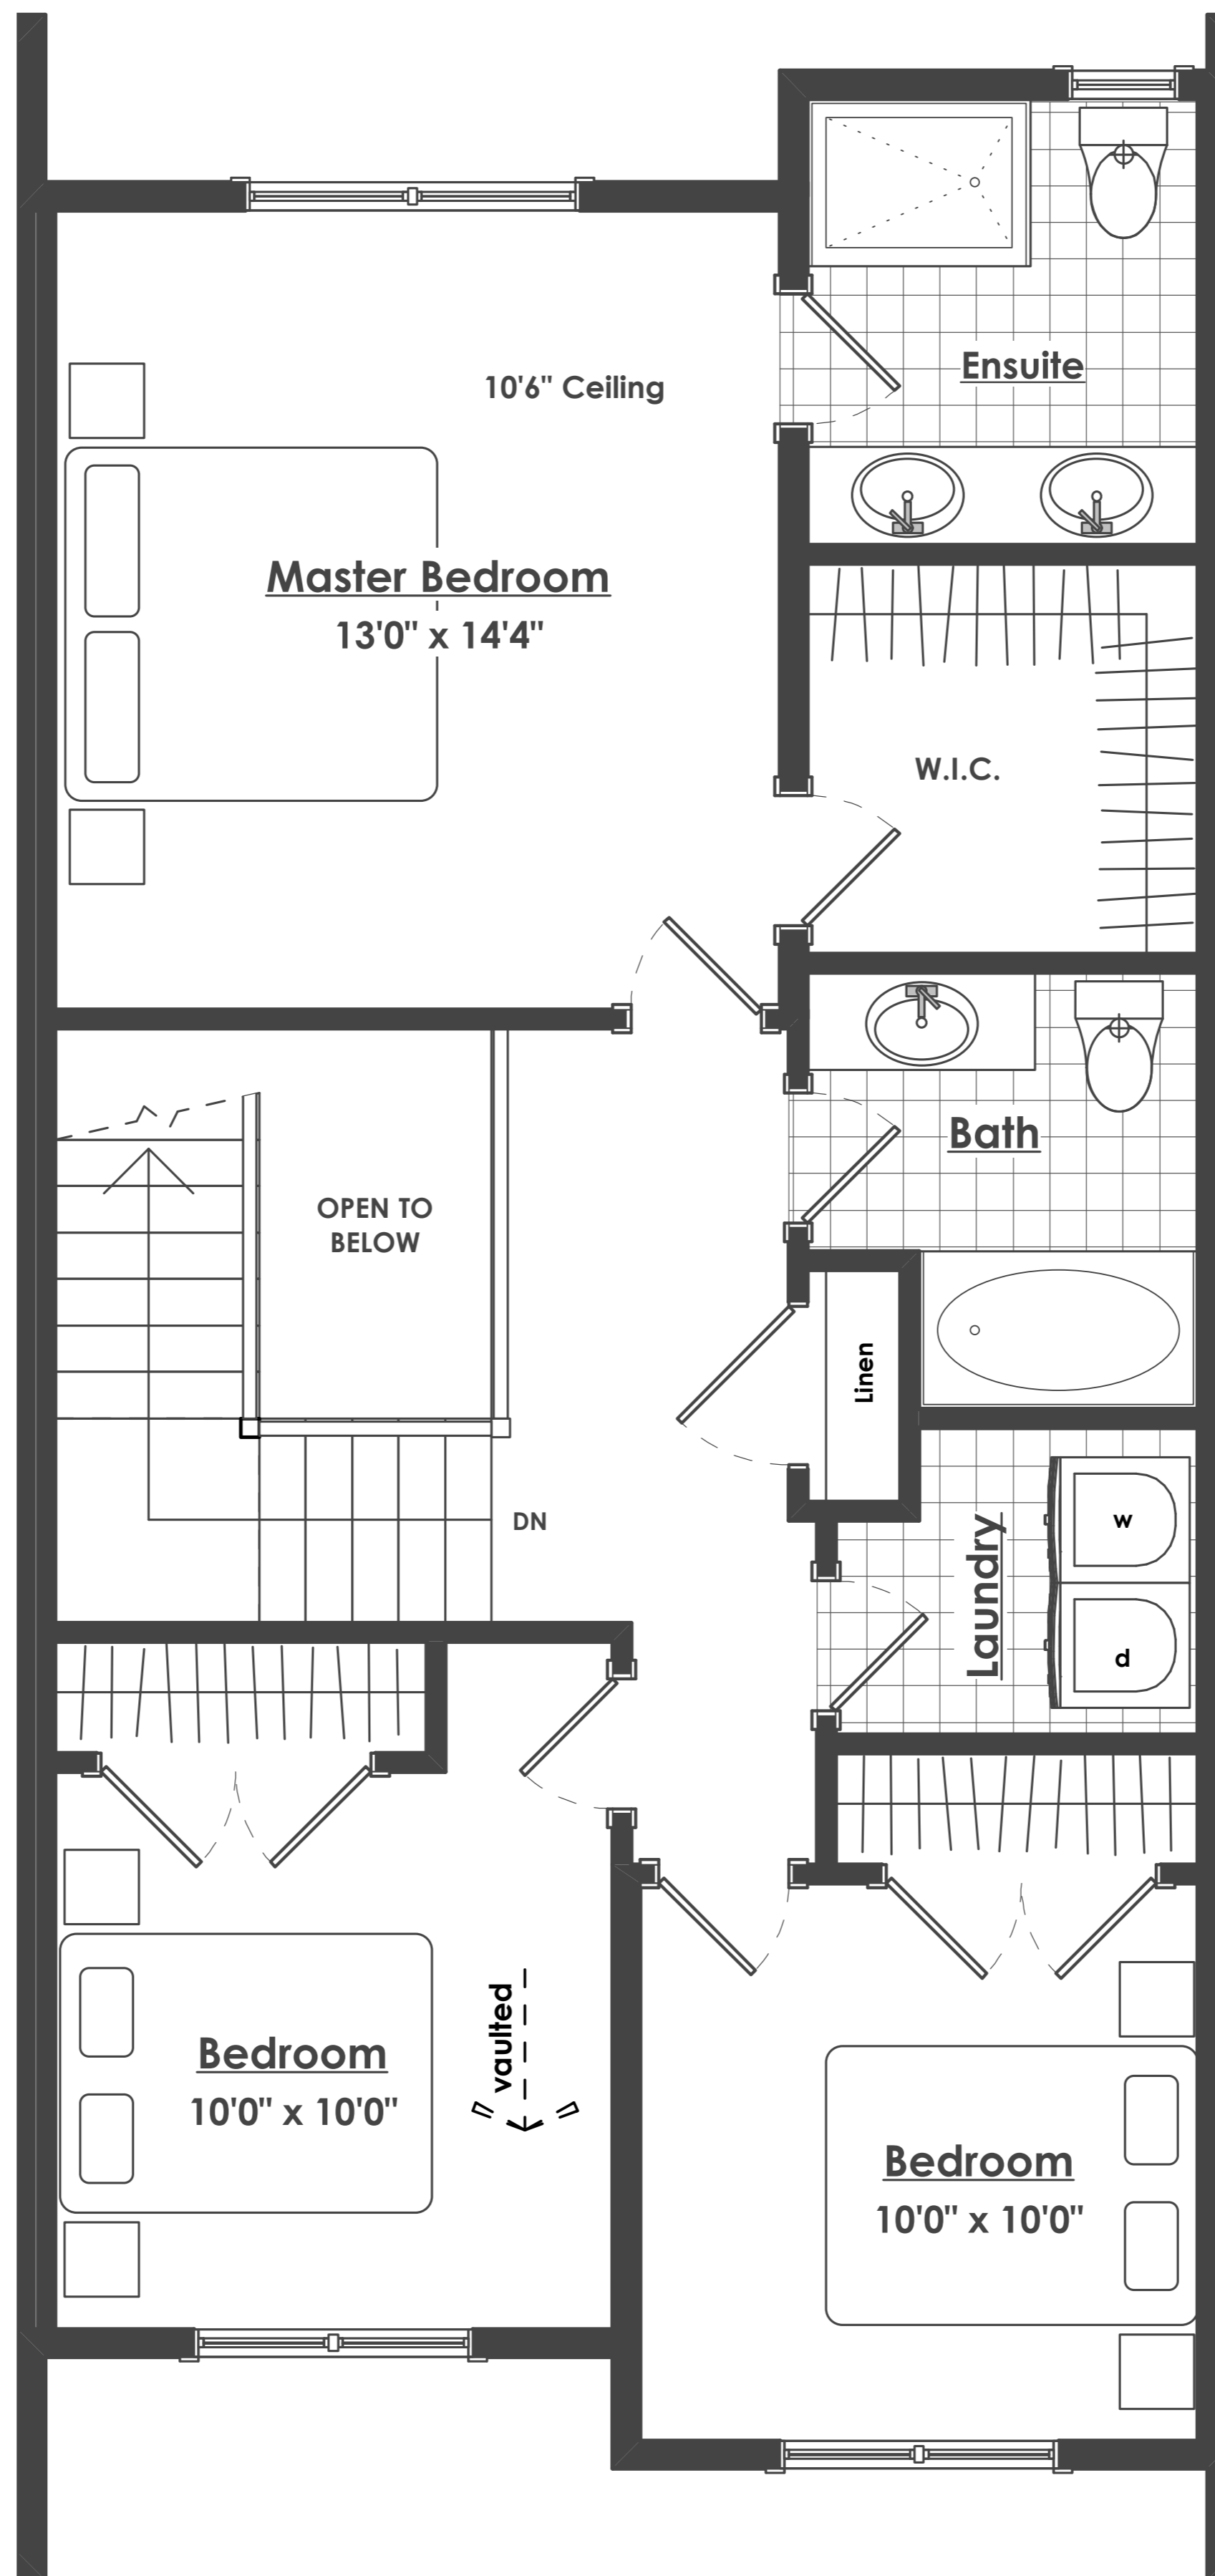 Ensuite
10'6" Ceiling
Master Bedroom
13'0" x 14'4"
W.I.C.
Bath
OPEN TO
BELOW
Linen
DN
Laundry
w
d
vaulted
Bedroom
10'0" x 10'0"
Bedroom
10'0" x 10'0"